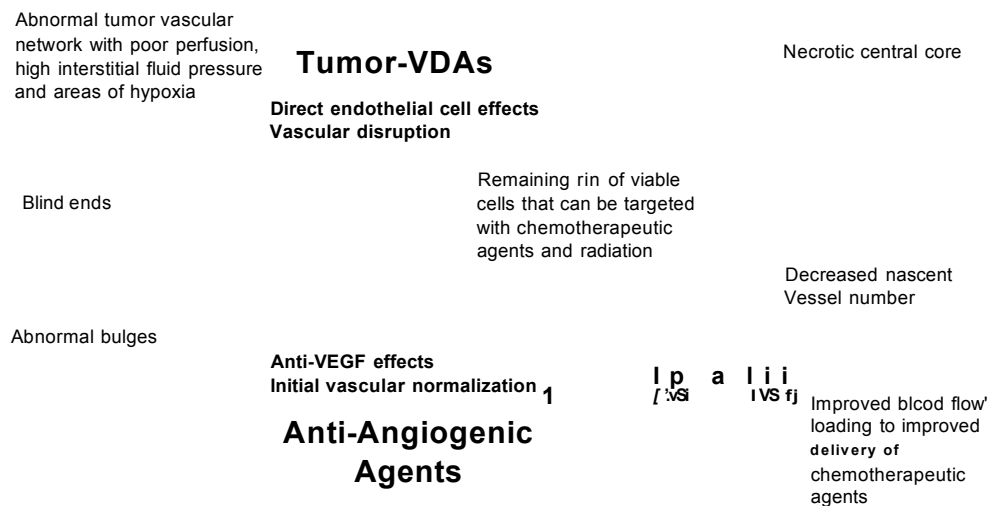 Abnormal tumor vascular
network with poor perfusion,
high interstitial fluid pressure
and areas of hypoxia
Tumor-VDAs
Necrotic central core
Direct endothelial cell effects
Vascular disruption
Blind ends
Remaining rin of viable
cells that can be targeted
with chemotherapeutic
agents and radiation
Decreased nascent
Vessel number
Abnormal bulges
Anti-VEGF effects
Initial vascular normalization 1
Anti-Angiogenic
Agents
Improved blcod flow'
loading to improved
delivery of
chemotherapeutic
agents